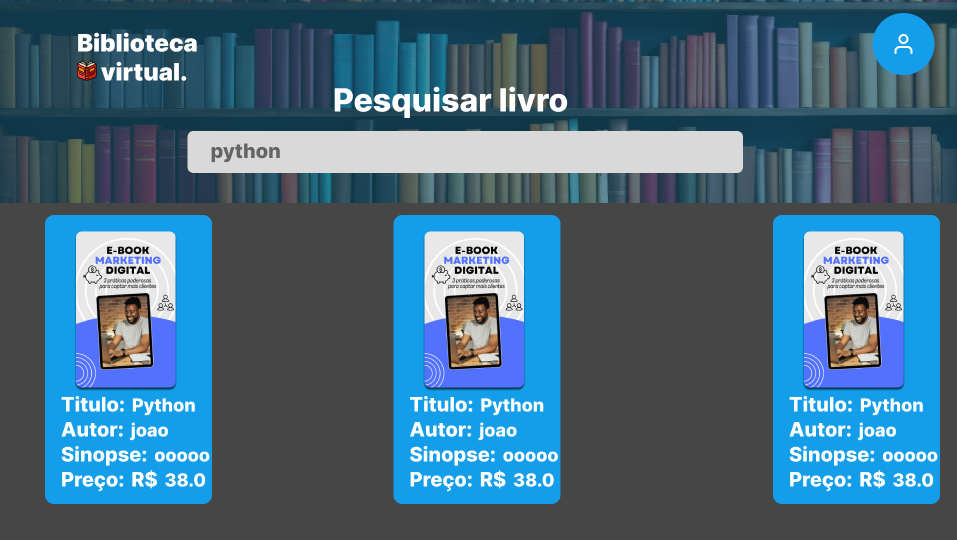 Biblioteca
virtual.
Pesquisar livro
python
E-BOOK
MARKETING
DIGITAL
3 práticas poderosas
para captar mais clientes
Titulo: Python
Autor: joao
Sinopse: ooooo
Preço: R$ 38.0
E-BOOK
MARKETING
DIGITAL
3 práticas poderosas
para captar mais clientes
Titulo: Python
Autor: joao
Sinopse: ooooo
Preço: R$ 38.0
E-BOOK
MARKETING
DIGITAL
3 práticas poderosas
para captar mais clientes
Titulo: Python
Autor: joao
Sinopse: ooooo
Preço: R$ 38.0